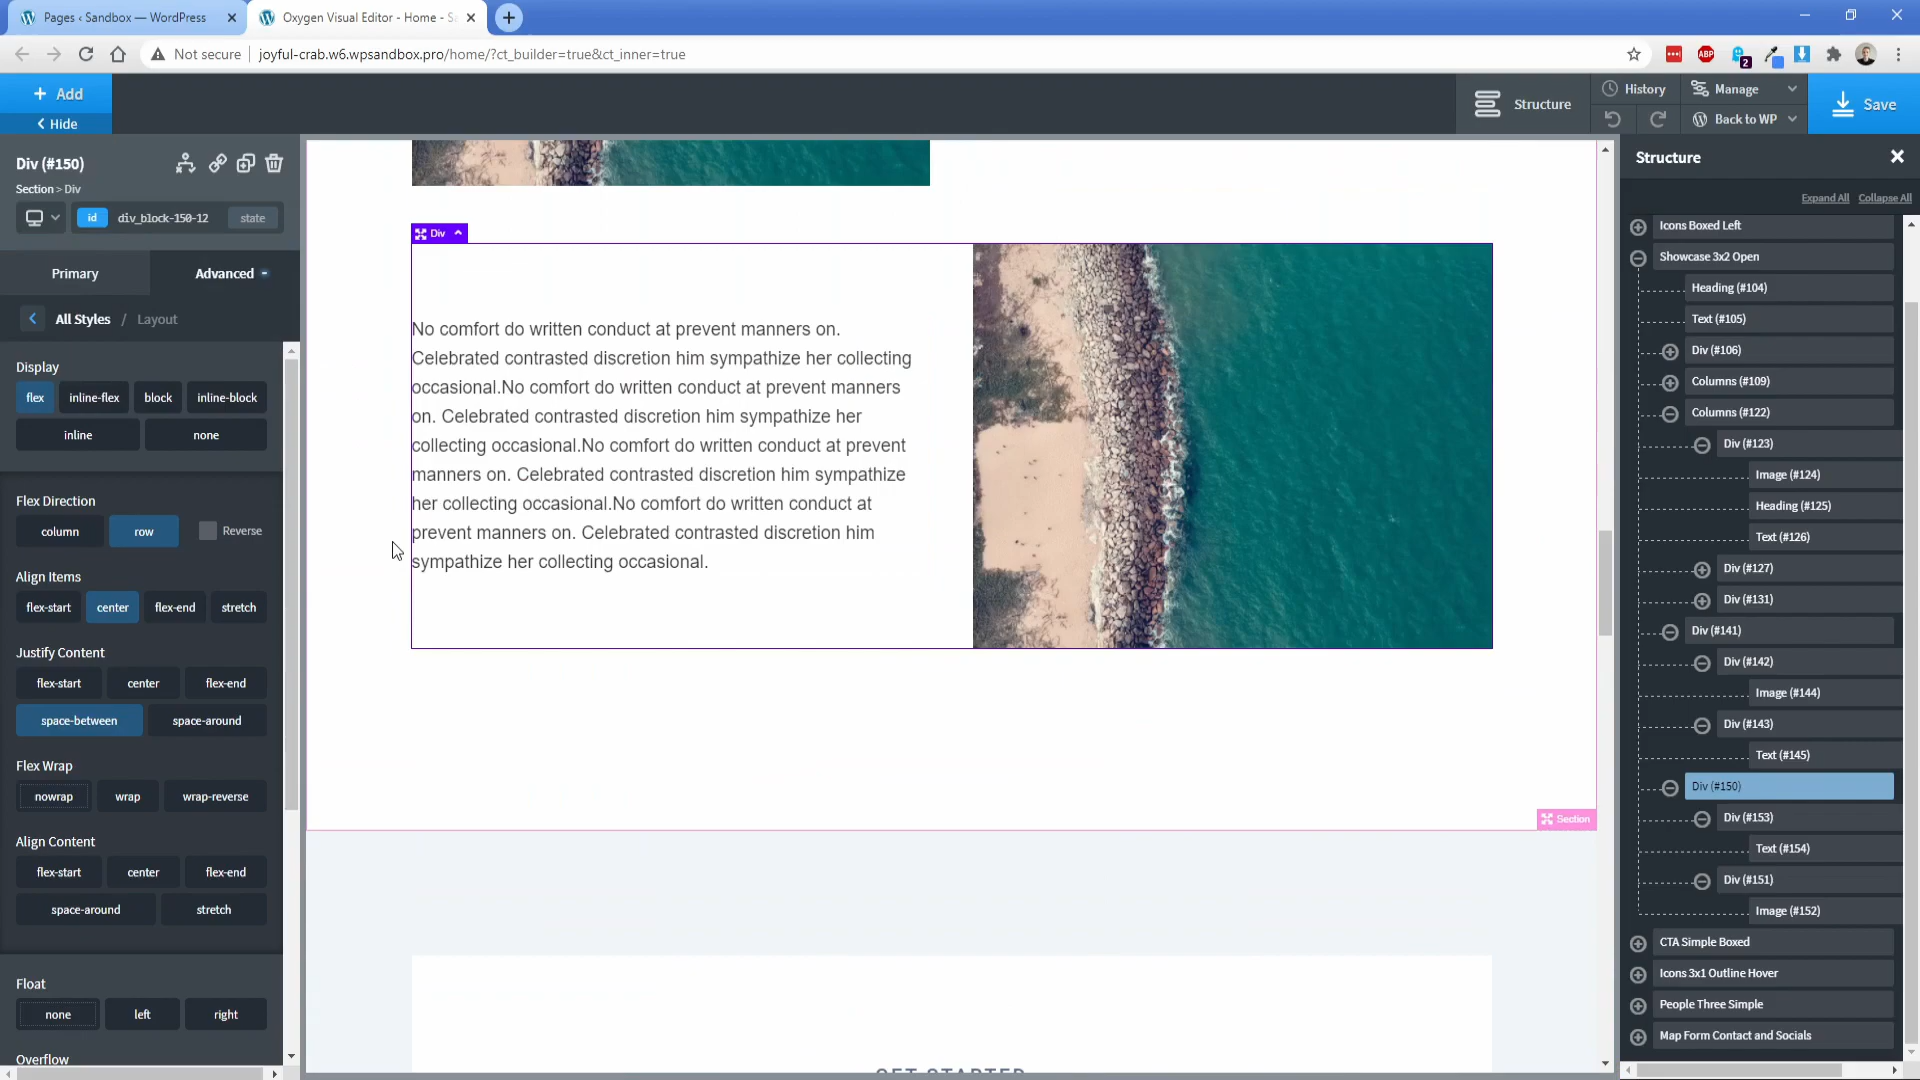 Pages ‹ Sandbox — WordPress
Oxygen Visual Editor - Home - S
Not secure
joyful-crab.w6.wpsandbox.pro/home/?ct_builder=true&ct_inner=true
ABP
2
+ Add
Hide
Structure
History
Manage
Back to WP
Save
Div (#150)
Section > Div
id
div_block-150-12
state
Primary
Advanced
All Styles / Layout
Display
flex
inline-flex
block
inline-block
inline
none
Flex Direction
column
row
Reverse
Align Items
flex-start
center
flex-end
stretch
Justify Content
flex-start
center
flex-end
space-between
space-around
Flex Wrap
nowrap
wrap
wrap-reverse
Align Content
flex-start
center
flex-end
space-around
stretch
Float
none
left
right
Overflow
Div
No comfort do written conduct at prevent manners on.
Celebrated contrasted discretion him sympathize her collecting
occasional.No comfort do written conduct at prevent manners
on. Celebrated contrasted discretion him sympathize her
collecting occasional.No comfort do written conduct at prevent
manners on. Celebrated contrasted discretion him sympathize
her collecting occasional.No comfort do written conduct at
prevent manners on. Celebrated contrasted discretion him
sympathize her collecting occasional.
Section
GET STARTED
Structure
Expand All
Collapse All
Icons Boxed Left
Showcase 3x2 Open
Heading (#104)
Text (#105)
Div (#106)
Columns (#109)
Columns (#122)
Div (#123)
Image (#124)
Heading (#125)
Text (#126)
Div (#127)
Div (#131)
Div (#141)
Div (#142)
Image (#144)
Div (#143)
Text (#145)
Div (#150)
Div (#153)
Text (#154)
Div (#151)
Image (#152)
CTA Simple Boxed
Icons 3x1 Outline Hover
People Three Simple
Map Form Contact and Socials